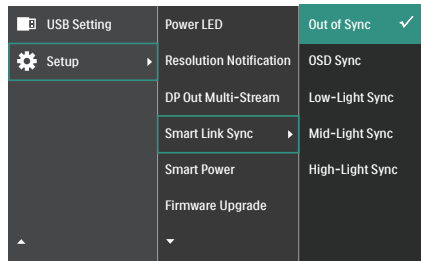 USB Setting
Setup
Power LED
Resolution Notification
DP Out Multi-Stream
Smart Link Sync
Smart Power
Firmware Upgrade
Out of Sync
OSD Sync
Low-Light Sync
Mid-Light Sync
High-Light Sync